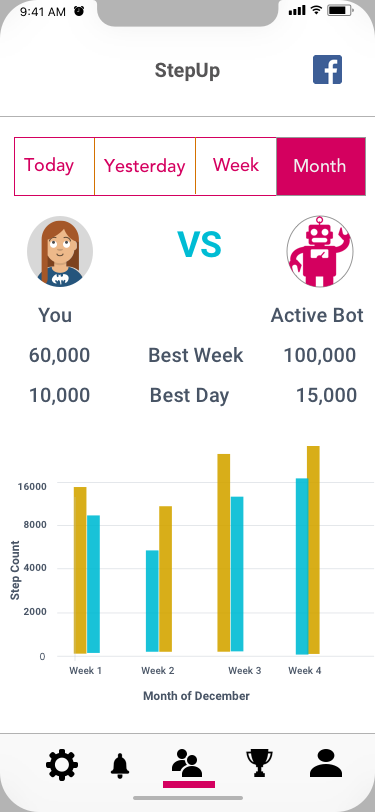 9:41 AM
StepUp
f
Today Yesterday Week Month
VS
You Active Bot
60,000 Best Week 100,000
10,000 Best Day 15,000
16000
8000
4000
2000
0
Step Count
Week 1 Week 2 Week 3 Week 4
Month of December